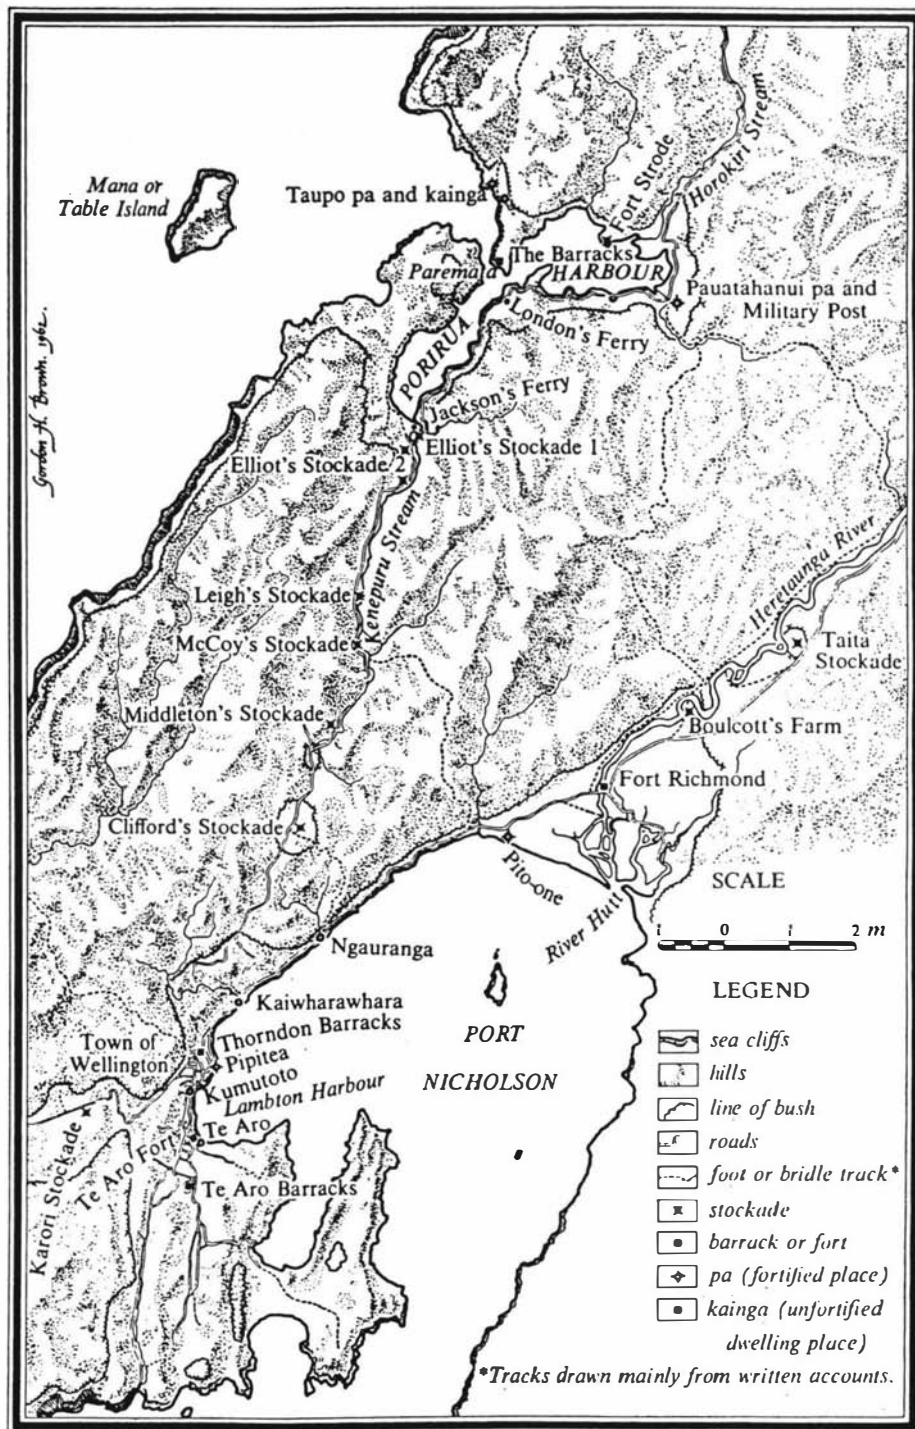 Mana or
Table Island
Taupo pa and kainga
Fort Strode
Horokiri Stream
The Barracks
Paremata
HARBOUR
Pauatahanui pa and
Military Post
London's Ferry
PORIRUA
Gordon H. Brown. 1962.
Jackson's Ferry
Elliot's Stockade 1
Elliot's Stockade 2
Kenepuru Stream
Heretaunga River
Leigh's Stockade
McCoy's Stockade
Taita
Stockade
Middleton's Stockade
Boulcott's Farm
Fort Richmond
Clifford's Stockade
Pito-one
SCALE
River Hutt
1 0 1 2 m
Ngauranga
LEGEND
Kaiwharawhara
Thorndon Barracks
Town of
Wellington
Pipitea
Kumutoto
Lambton Harbour
PORT
NICHOLSON
Te Aro
Te Aro Fort
Karori Stockade
Te Aro Barracks
sea cliffs
hills
line of bush
roads
foot or bridle track*
stockade
barrack or fort
pa (fortified place)
kainga (unfortified
dwelling place)
*Tracks drawn mainly from written accounts.